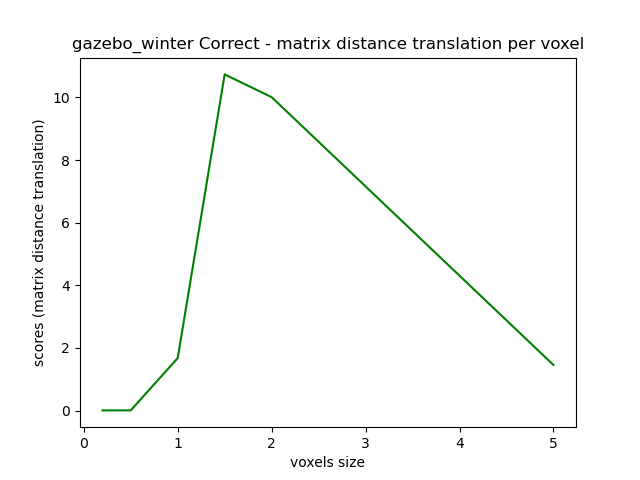 gazebo_winter Correct - matrix distance translation per voxel
scores (matrix distance translation)
10
8
6
4
2
0
0 1 2 3 4 5
voxels size